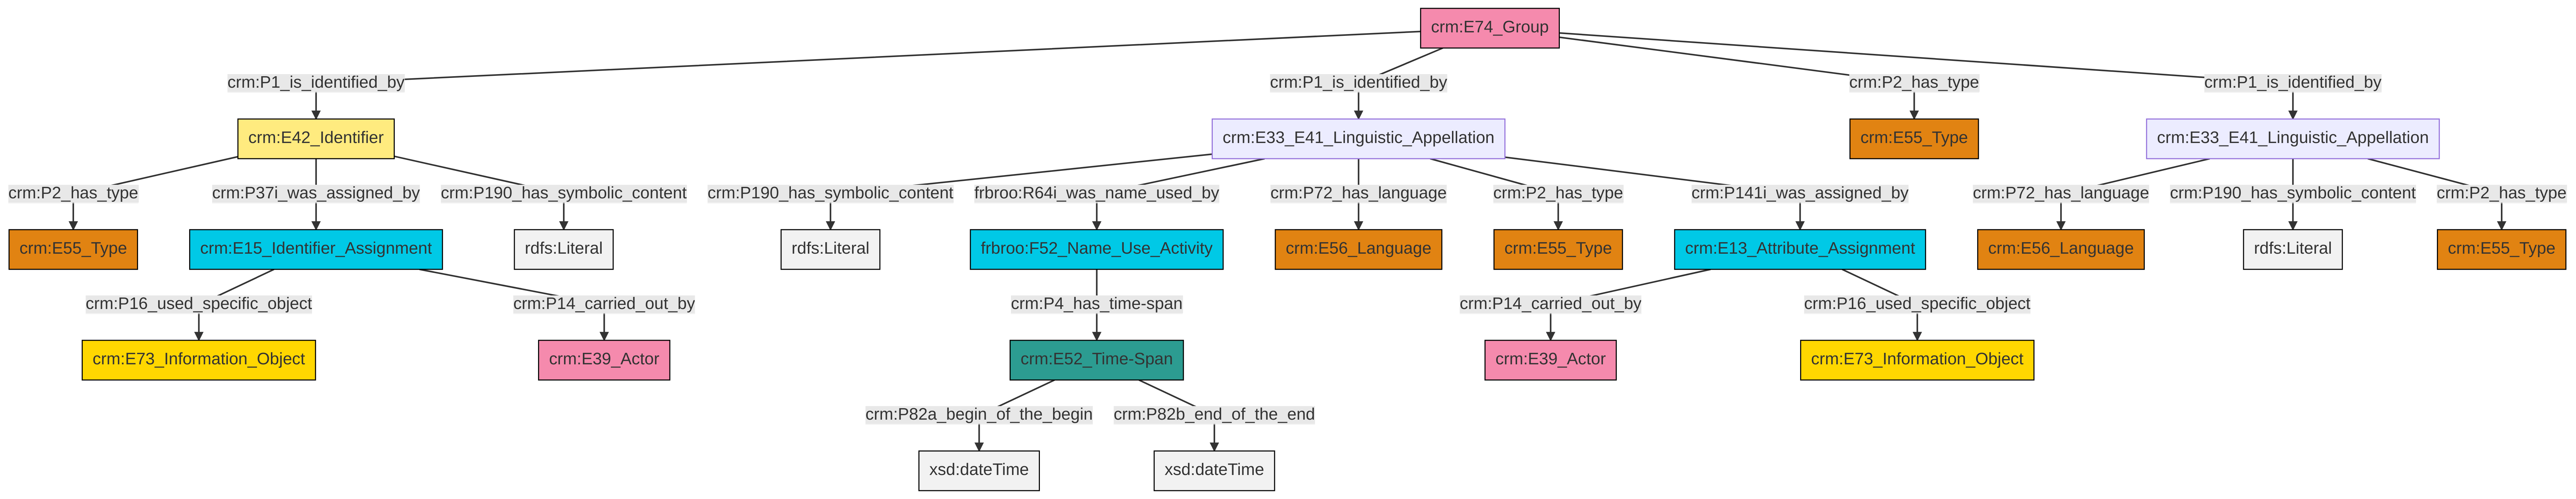 crm:E74_Group
crm:P1_is_identified_by
crm:P1_is_identified_by
crm:P2_has_type
crm:P1_is_identified_by
crm:E42_Identifier
crm:E33_E41_Linguistic_Appellation
crm:E55_Type
crm:E33_E41_Linguistic_Appellation
crm:P2_has_type
crm:P37i_was_assigned_by
crm:P190_has_symbolic_content
crm:P190_has_symbolic_content
frbroo:R64i_was_name_used_by
crm:P72_has_language
crm:P2_has_type
crm:P141i_was_assigned_by
crm:P72_has_language
crm:P190_has_symbolic_content
crm:P2_has_type
crm:E55_Type
crm:E15_Identifier_Assignment
rdfs:Literal
rdfs:Literal
frbroo:F52_Name_Use_Activity
crm:E56_Language
crm:E55_Type
crm:E13_Attribute_Assignment
crm:E56_Language
rdfs:Literal
crm:E55_Type
crm:P16_used_specific_object
crm:P14_carried_out_by
crm:P4_has_time-span
crm:P14_carried_out_by
crm:P16_used_specific_object
crm:E73_Information_Object
crm:E39_Actor
crm:E52_Time-Span
crm:E39_Actor
crm:E73_Information_Object
crm:P82a_begin_of_the_begin
crm:P82b_end_of_the_end
xsd:dateTime
xsd:dateTime